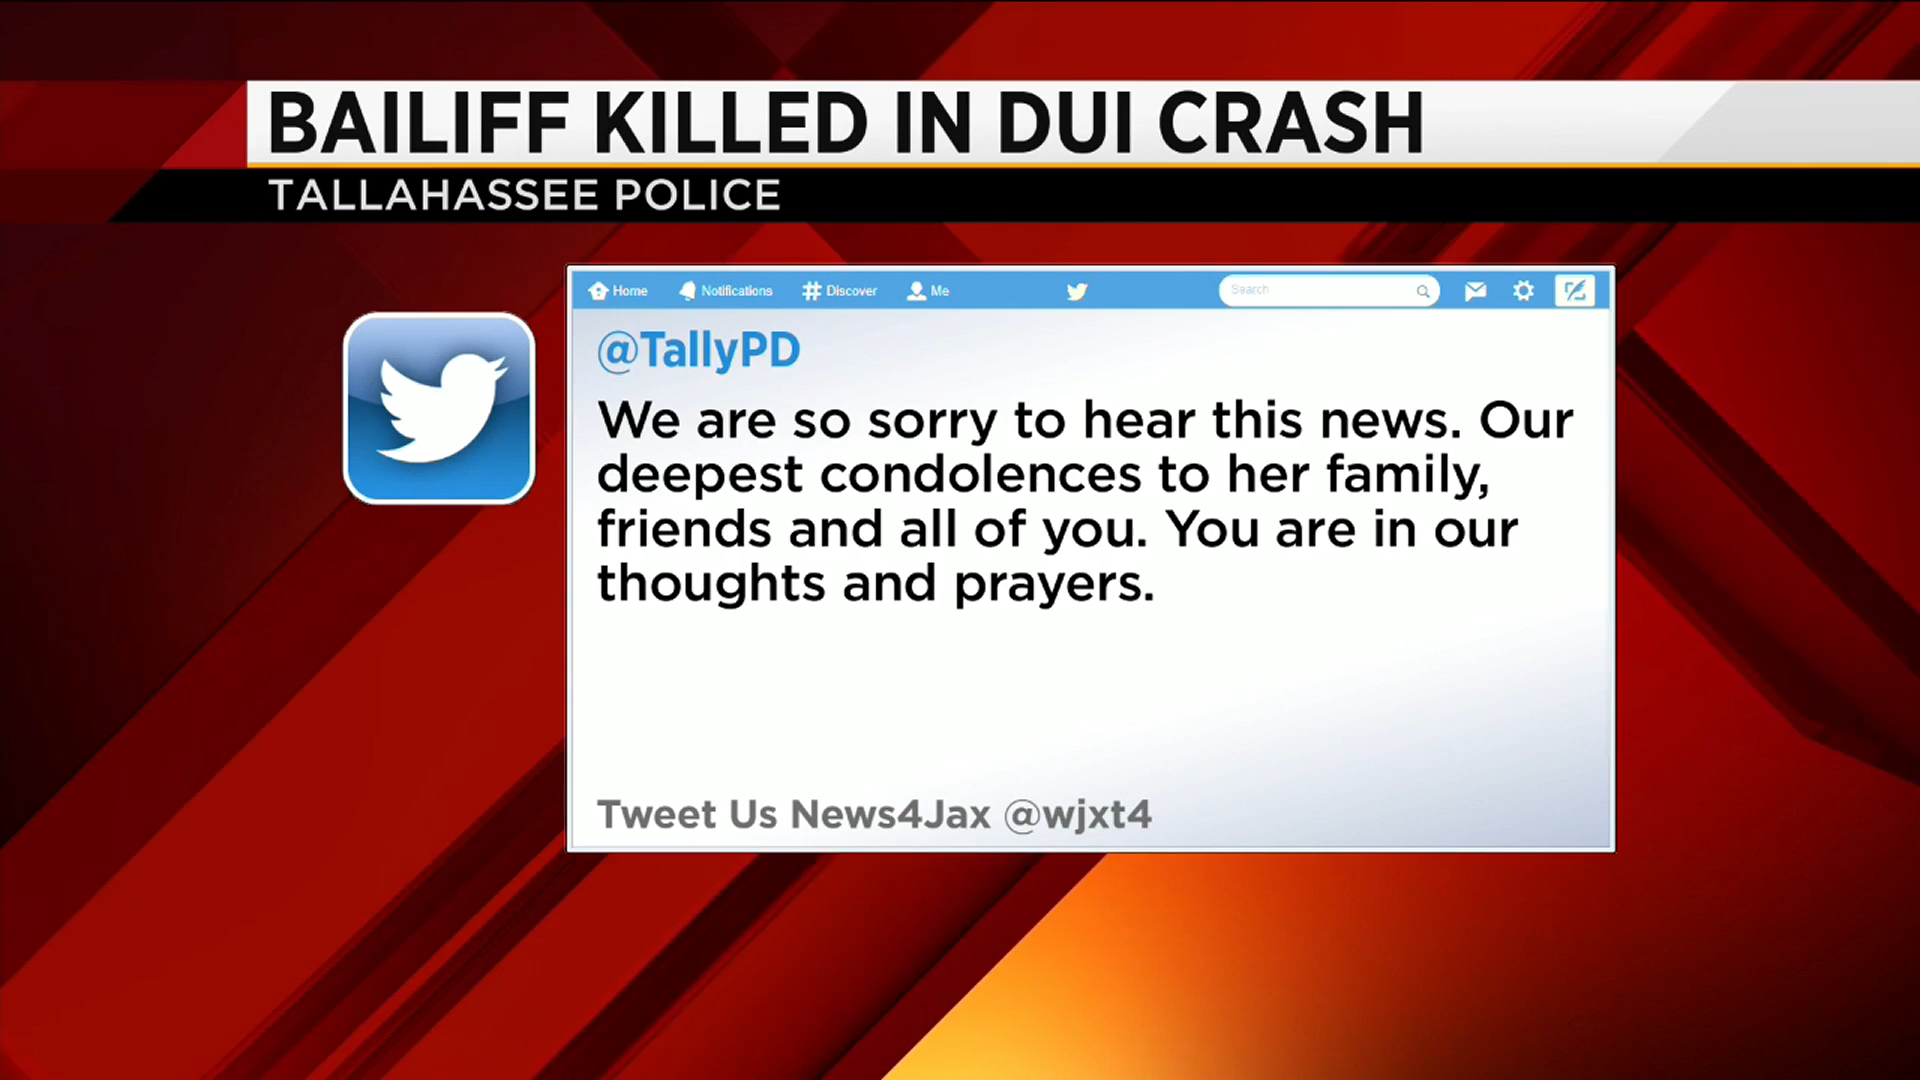 BAILIFF KILLED IN DUI CRASH
TALLAHASSEE POLICE
Home Notifications Discover Me Search
@TallyPD
We are so sorry to hear this news. Our
deepest condolences to her family,
friends and all of you. You are in our
thoughts and prayers.
Tweet Us News4Jax @wjxt4